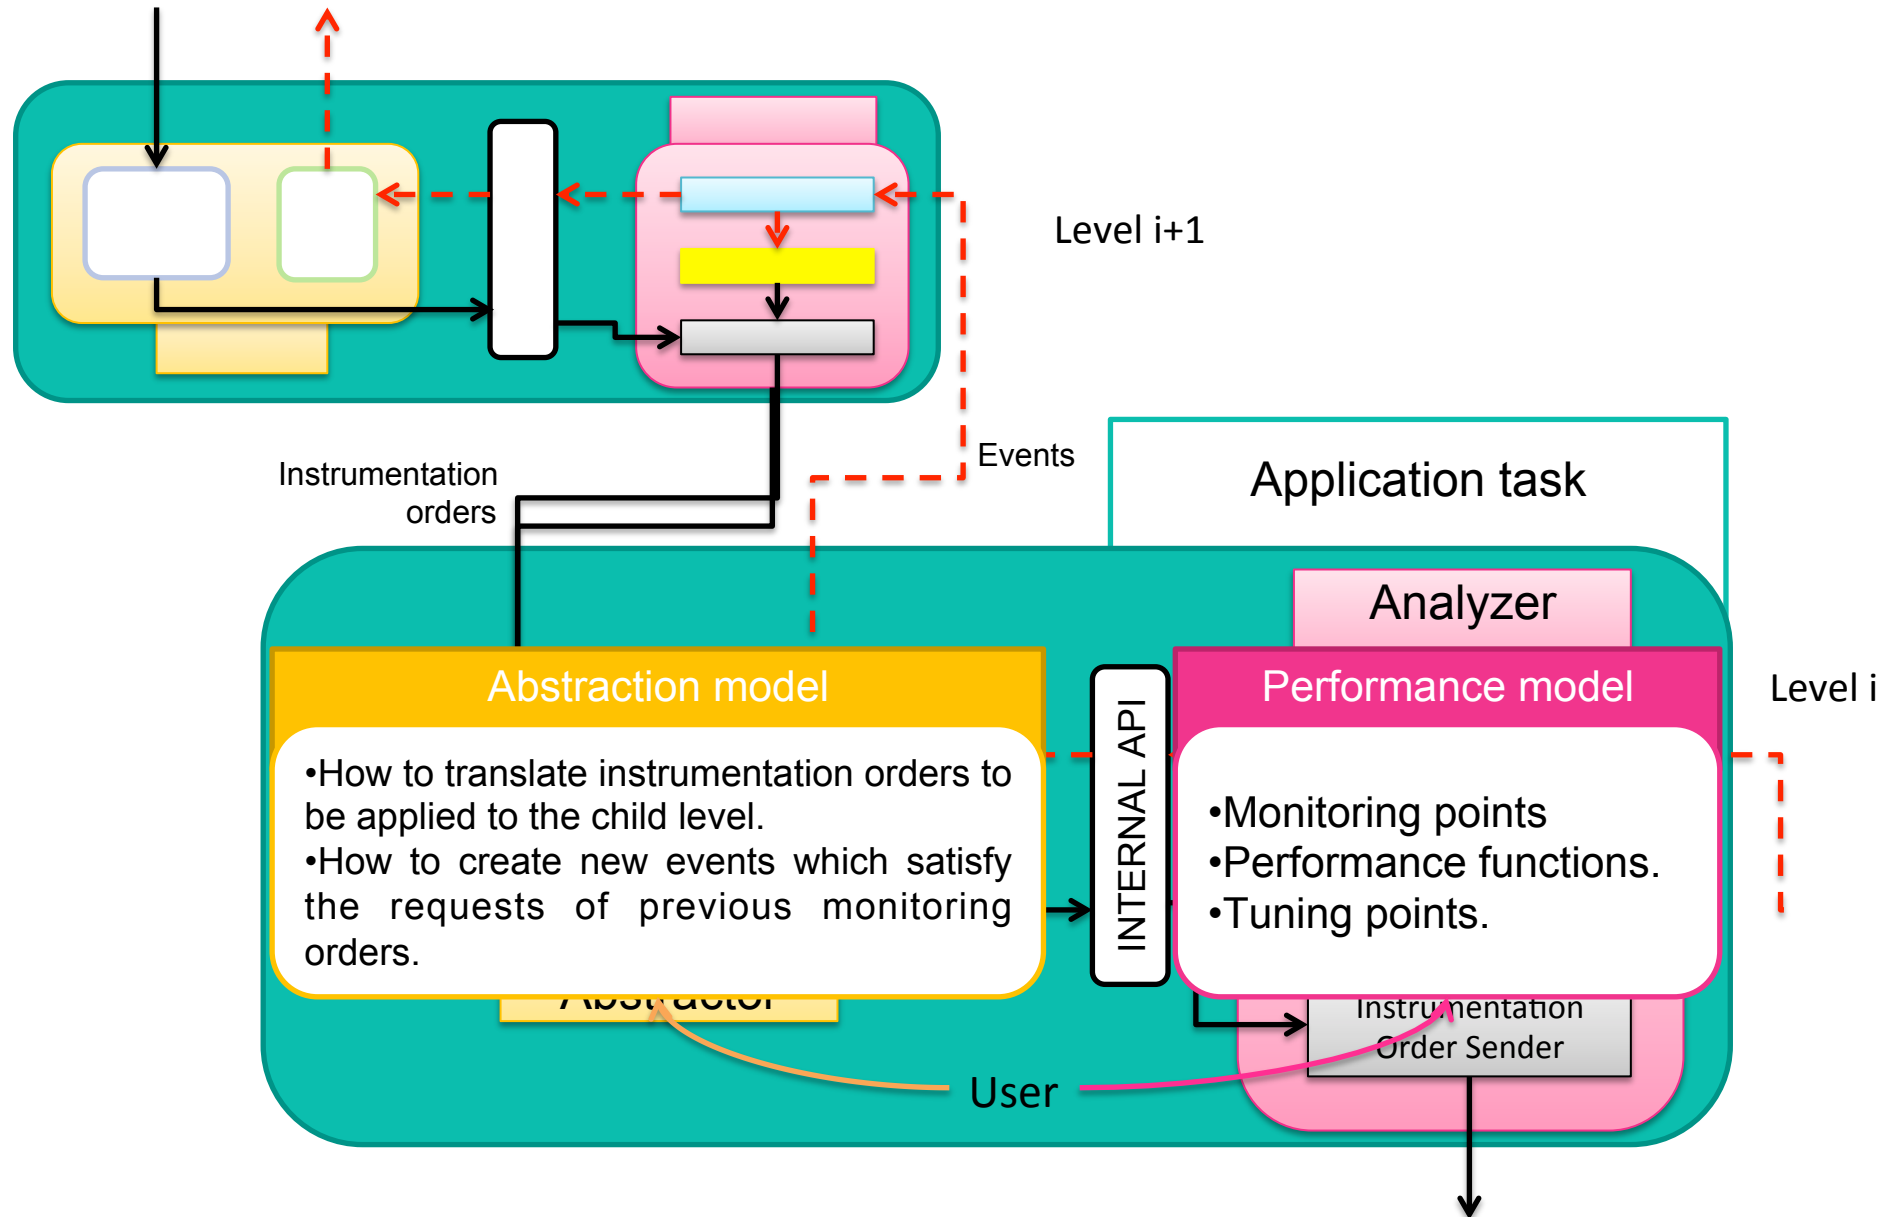 Level i+1
Instrumentation
orders
Events
Application task
Analyzer
Abstraction model
Performance model
Level i
•How to translate instrumentation orders to
be applied to the child level.
•How to create new events which satisfy
the requests of previous monitoring
orders.
INTERNAL API
•Monitoring points
•Performance functions.
•Tuning points.
Abstractor
Instrumentation
Order Sender
User